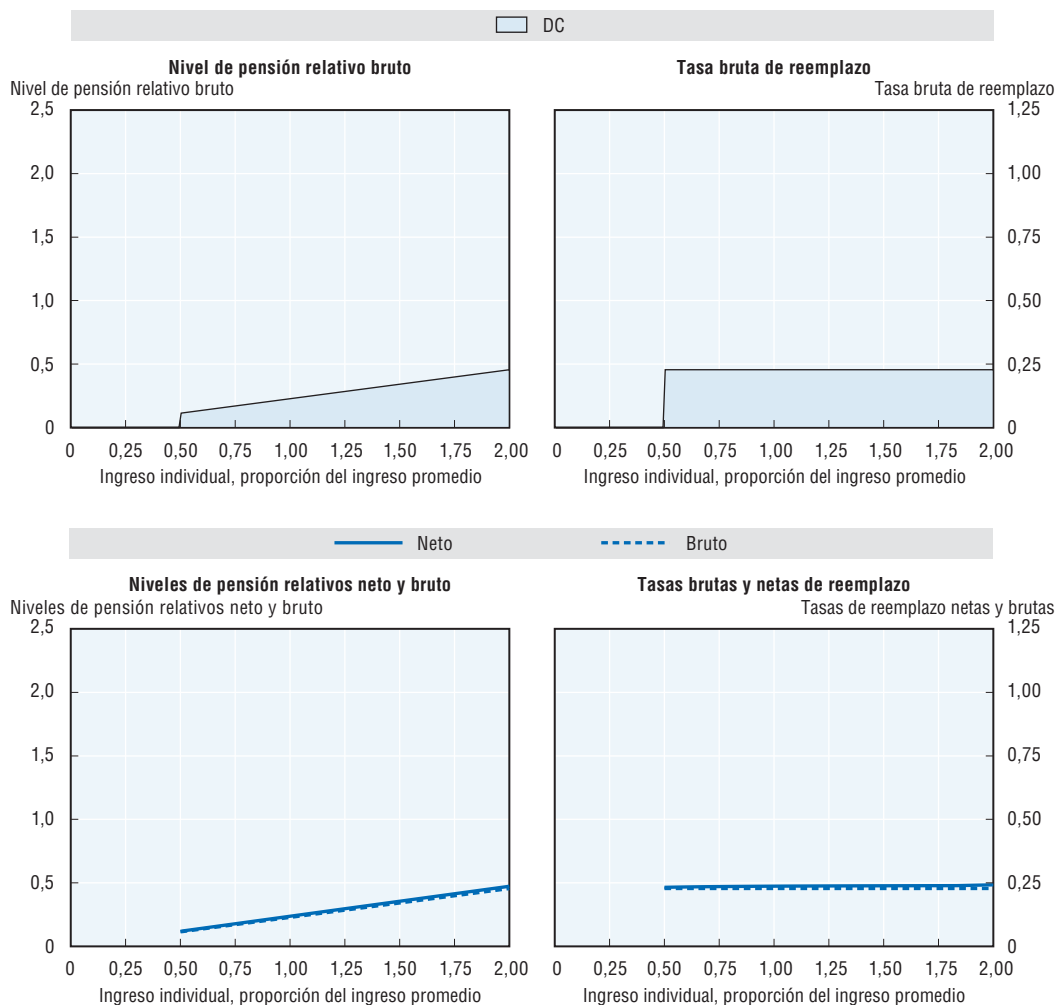 DC
Nivel de pensión relativo bruto
Nivel de pensión relativo bruto
2,5
2,0
1,5
1,0
0,5
0
0 0,25 0,50 0,75 1,00 1,25 1,50 1,75 2,00
Ingreso individual, proporción del ingreso promedio
Tasa bruta de reemplazo
Tasa bruta de reemplazo
1,25
1,00
0,75
0,50
0,25
0
0 0,25 0,50 0,75 1,00 1,25 1,50 1,75 2,00
Ingreso individual, proporción del ingreso promedio
Neto Bruto
Niveles de pensión relativos neto y bruto
Niveles de pensión relativos neto y bruto
2,5
2,0
1,5
1,0
0,5
0
0 0,25 0,50 0,75 1,00 1,25 1,50 1,75 2,00
Ingreso individual, proporción del ingreso promedio
Tasas brutas y netas de reemplazo
Tasas de reemplazo netas y brutas
1,25
1,00
0,75
0,50
0,25
0
0 0,25 0,50 0,75 1,00 1,25 1,50 1,75 2,00
Ingreso individual, proporción del ingreso promedio